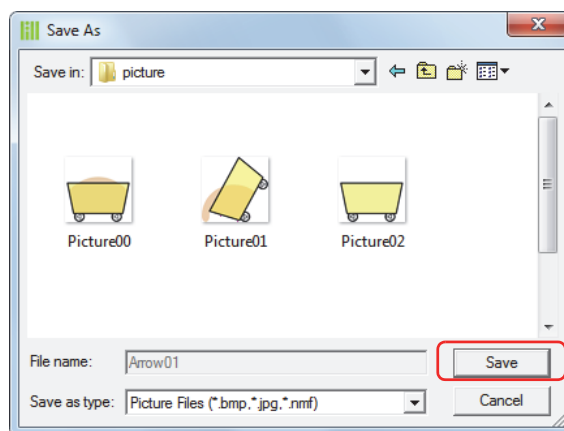 Save As
Save in: picture
Picture00 Picture01 Picture02
File name: Arrow01 Save
Save as type: Picture Files (*.bmp,*.jpg,*.nmf) Cancel